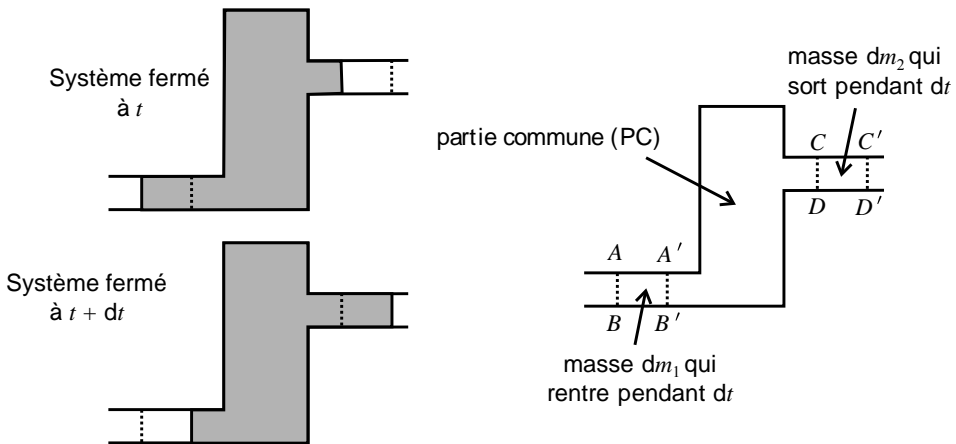 Système fermé
à t
Système fermé
à t + dt
masse dm₂ qui
sort pendant dt
partie commune (PC)
C C'
D D'
A A'
B B'
masse dm₁ qui
rentre pendant dt